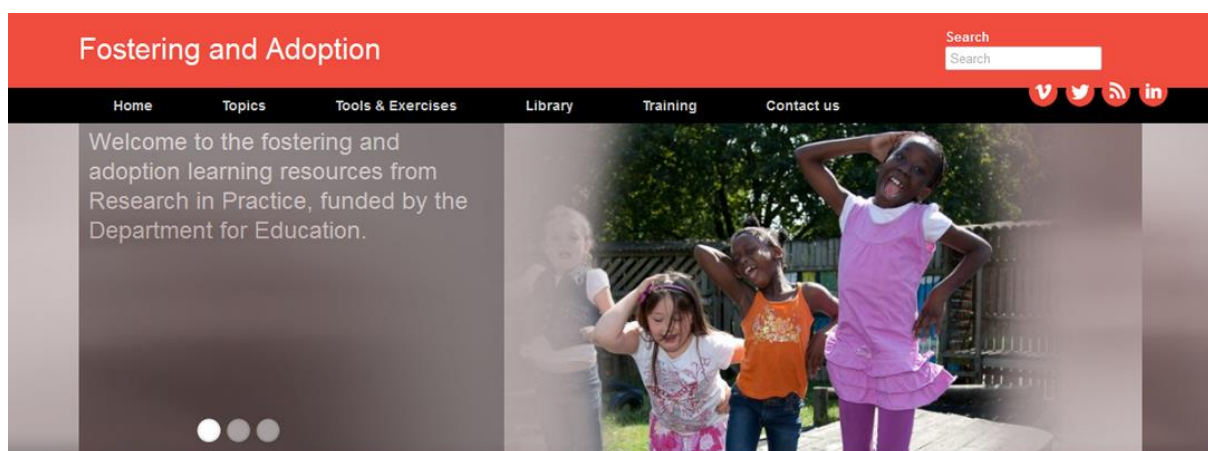 Fostering and Adoption
Search
Search
Home Topics Tools & Exercises Library Training Contact us
Welcome to the fostering and
adoption learning resources from
Research in Practice, funded by the
Department for Education.